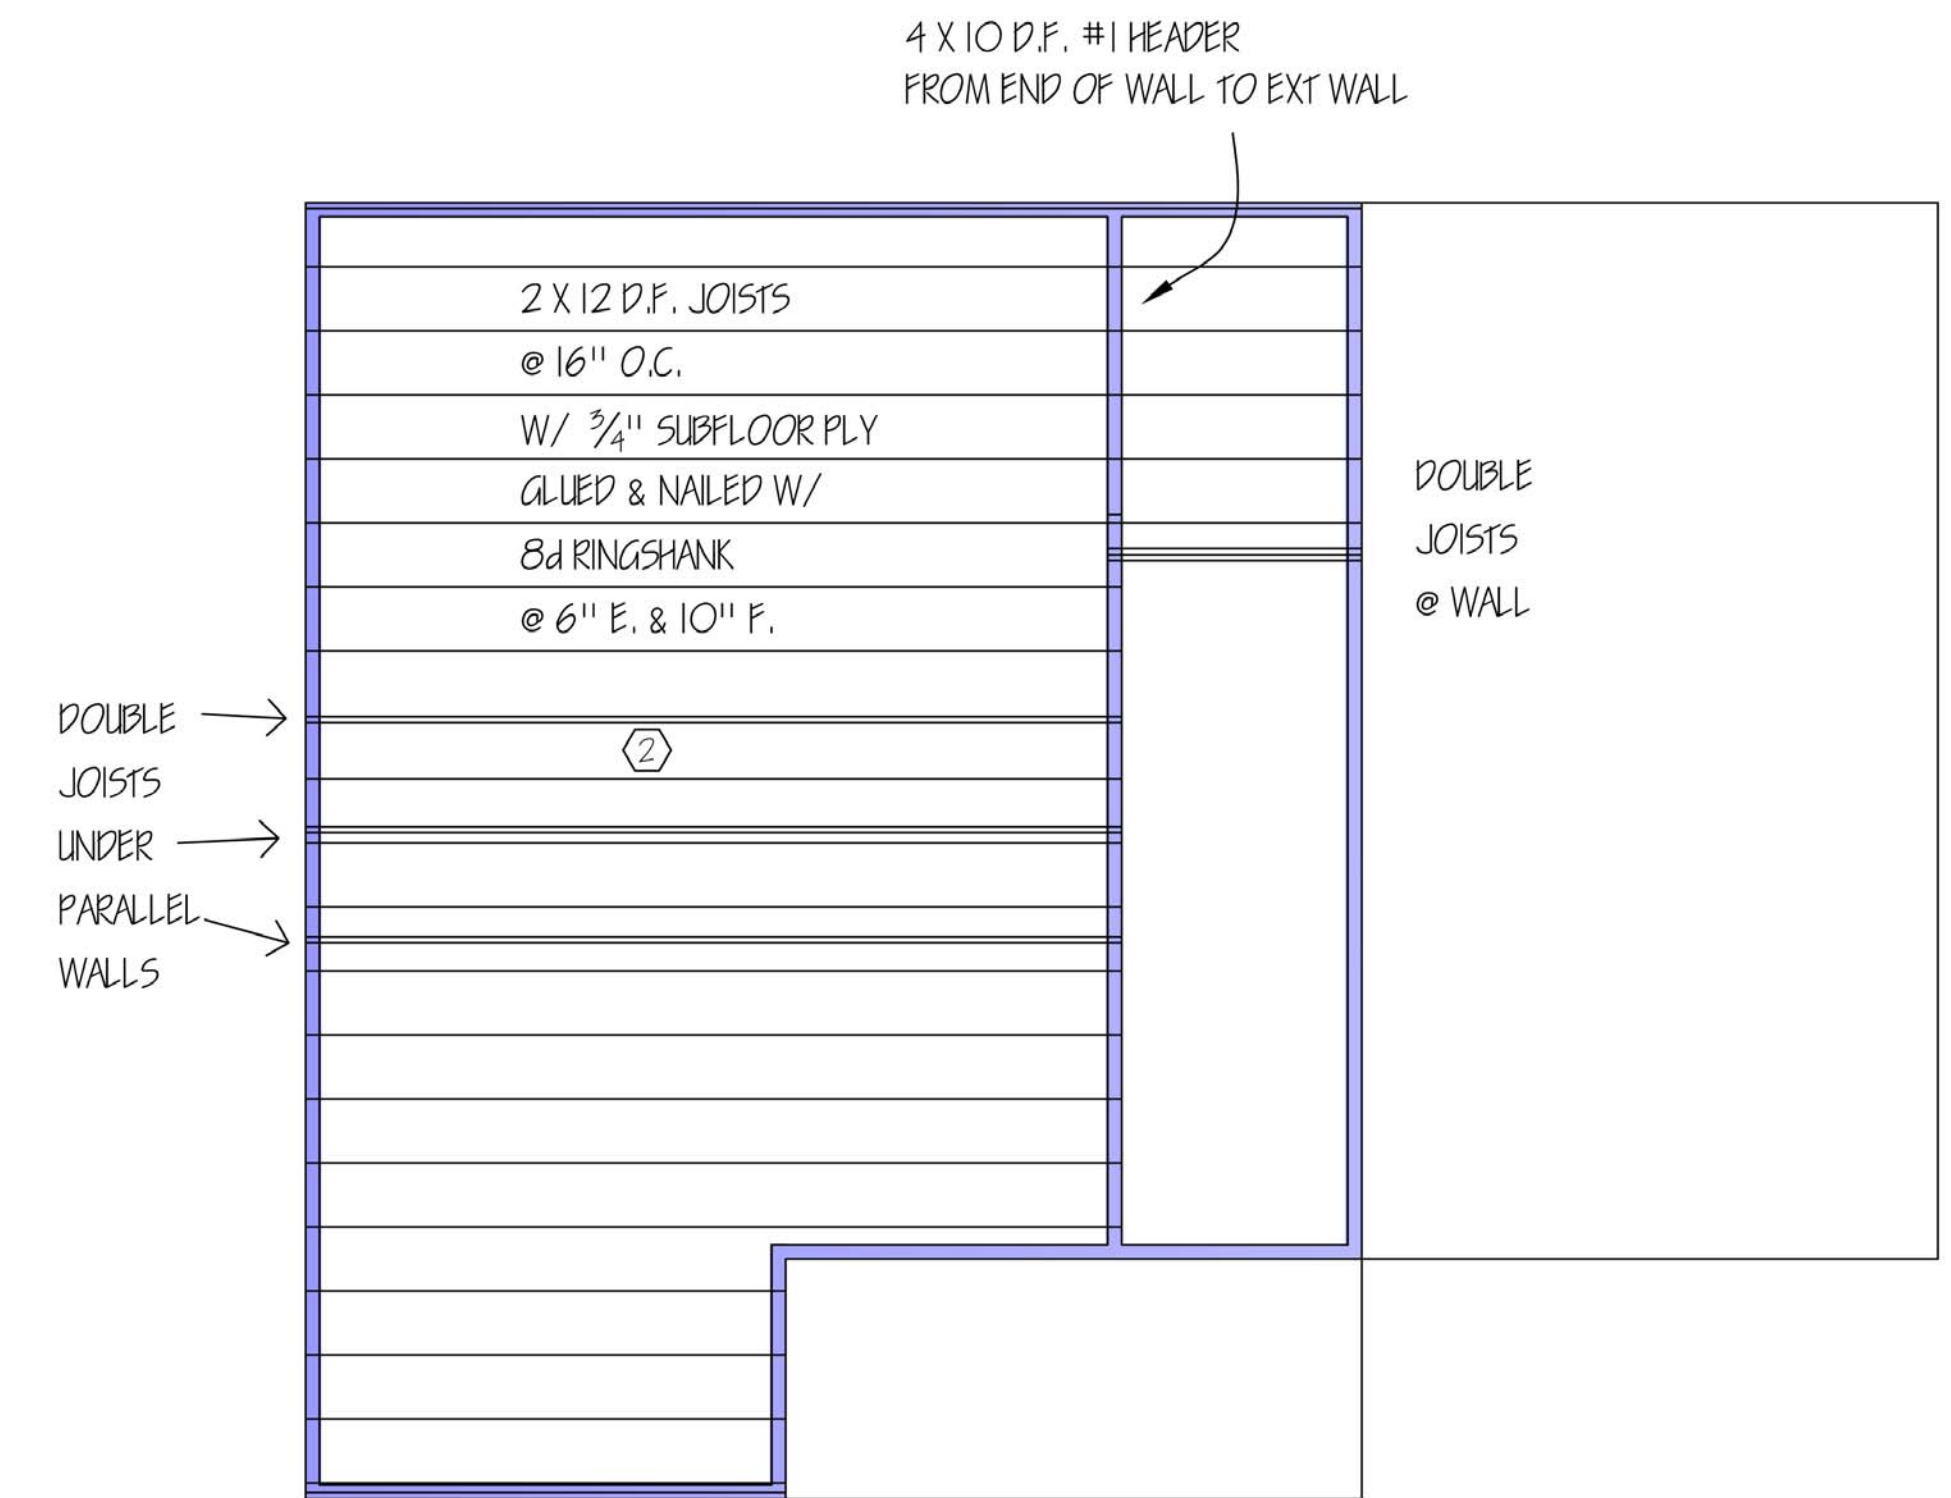 4 X 10 D.F. #1 HEADER
FROM END OF WALL TO EXT WALL
2 X 12 D.F. JOISTS
@ 16" O.C.
W/ 3/4" SUBFLOOR PLY
GLUED & NAILED W/
8d RINGSHANK
@ 6" E. & 10" F.
DOUBLE
JOISTS
@ WALL
DOUBLE
JOISTS
UNDER
PARALLEL
WALLS
2